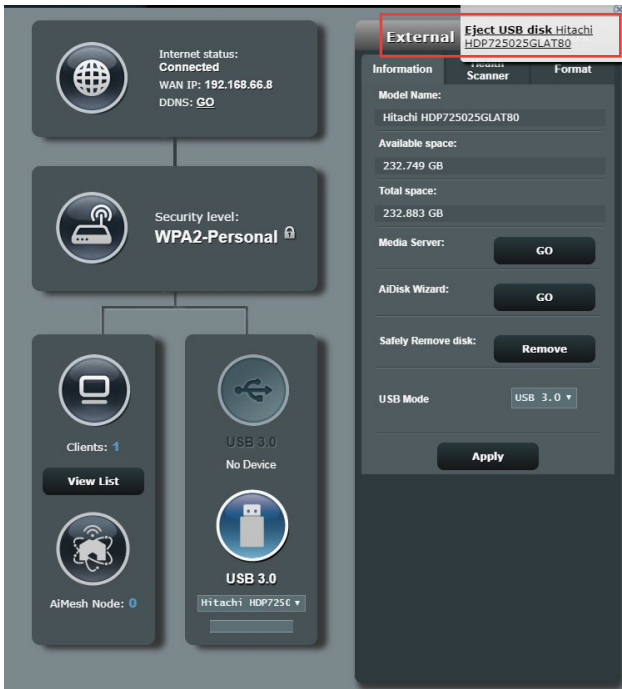 Internet status:
Connected
WAN IP: 192.168.66.8
DDNS: GO
Security level:
WPA2-Personal
Clients: 1
View List
AiMesh Node: 0
USB 3.0
No Device
USB 3.0
Hitachi HDP7250
External
Eject USB disk Hitachi
HDP725025GLAT80
Information
Health
Scanner
Format
Model Name:
Hitachi HDP725025GLAT80
Available space:
232.749 GB
Total space:
232.883 GB
Media Server:
GO
AiDisk Wizard:
GO
Safely Remove disk:
Remove
USB Mode
USB 3.0
Apply